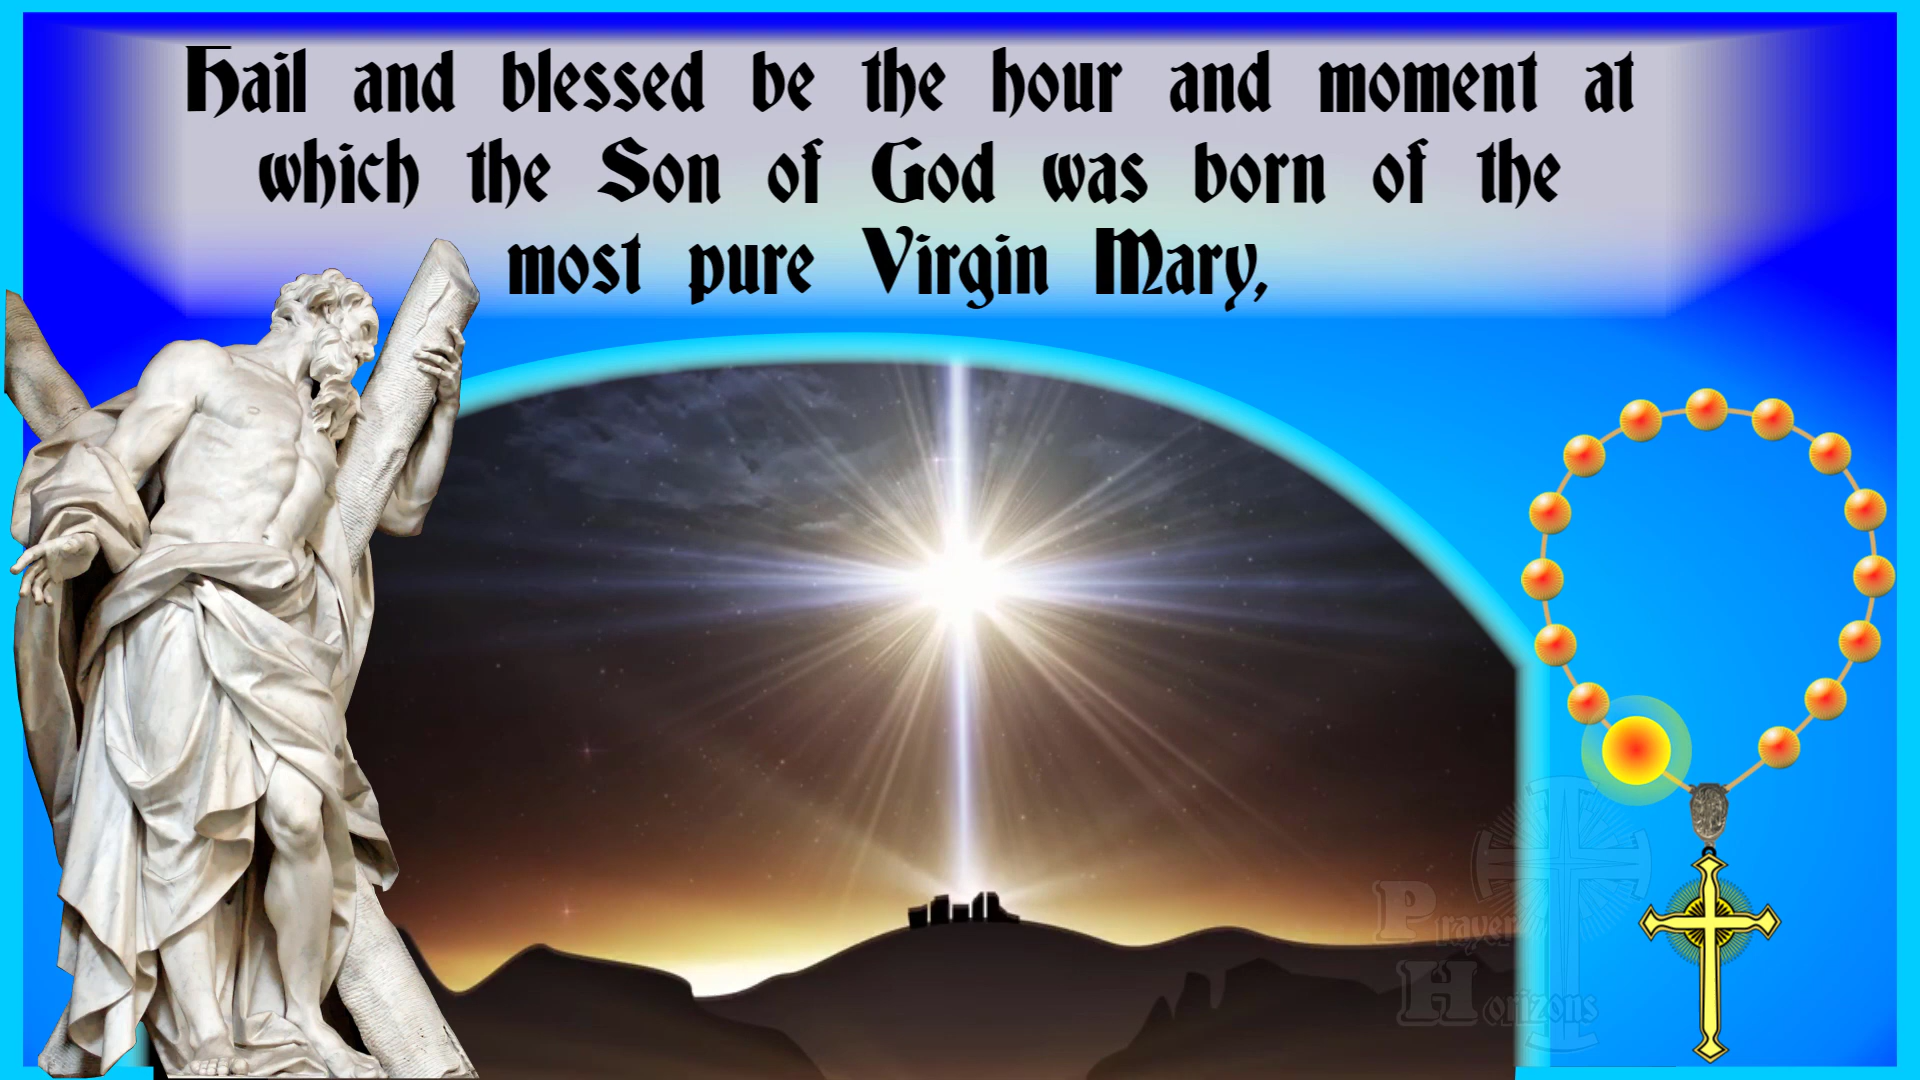 Hail and blessed be the hour and moment at
which the Son of God was born of the
most pure Virgin Mary,
Prayer
Horizons